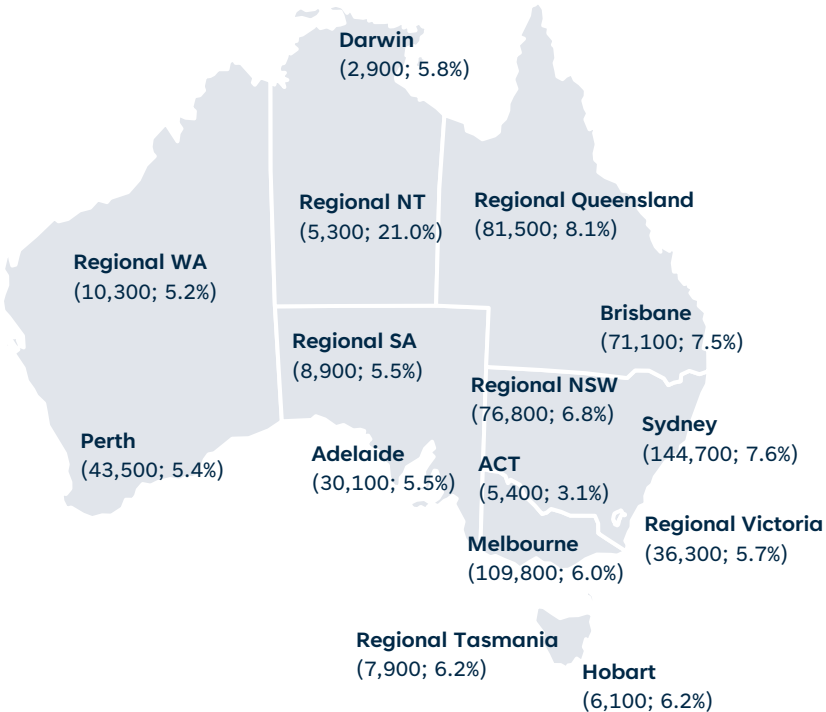 Darwin
(2,900; 5.8%)
Regional NT
(5,300; 21.0%)
Regional Queensland
(81,500; 8.1%)
Regional WA
(10,300; 5.2%)
Brisbane
(71,100; 7.5%)
Regional SA
(8,900; 5.5%)
Regional NSW
(76,800; 6.8%)
Sydney
(144,700; 7.6%)
Perth
(43,500; 5.4%)
Adelaide
(30,100; 5.5%)
ACT
(5,400; 3.1%)
Regional Victoria
(36,300; 5.7%)
Melbourne
(109,800; 6.0%)
Regional Tasmania
(7,900; 6.2%)
Hobart
(6,100; 6.2%)